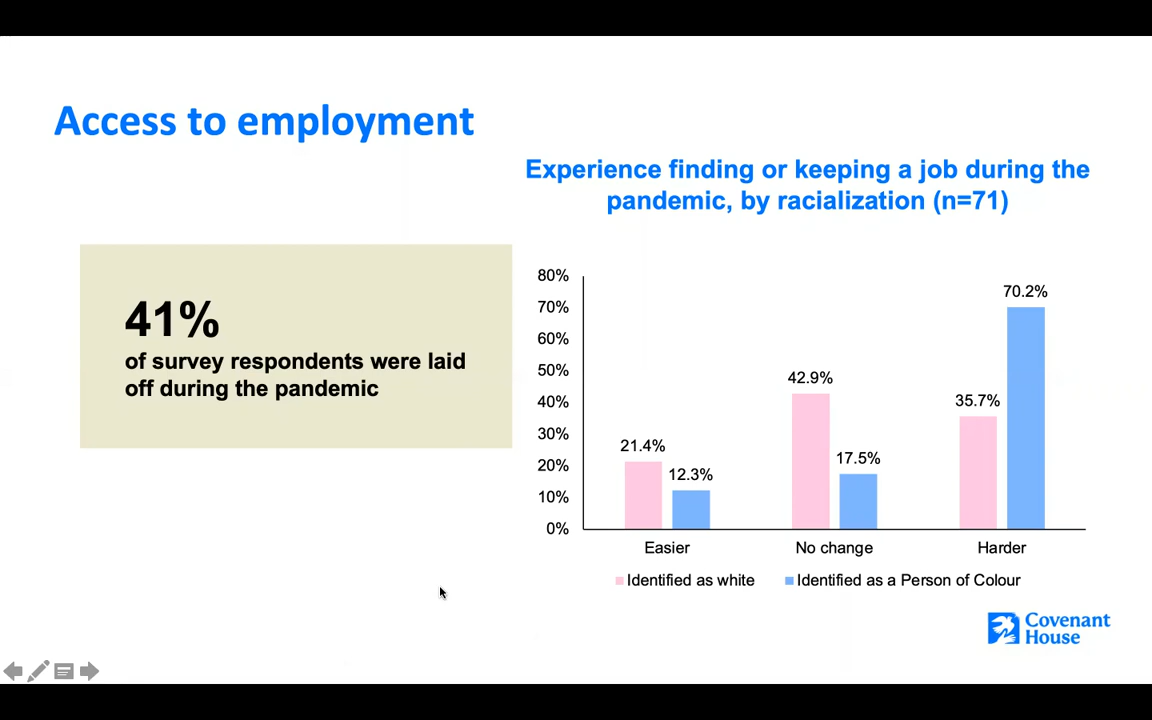 Access to employment
Experience finding or keeping a job during the
pandemic, by racialization (n=71)
41%
of survey respondents were laid
off during the pandemic
80%
70%
60%
50%
40%
30%
20%
10%
0%
21.4%
12.3%
42.9%
17.5%
35.7%
70.2%
Easier
No change
Harder
Identified as white
Identified as a Person of Colour
Covenant
House